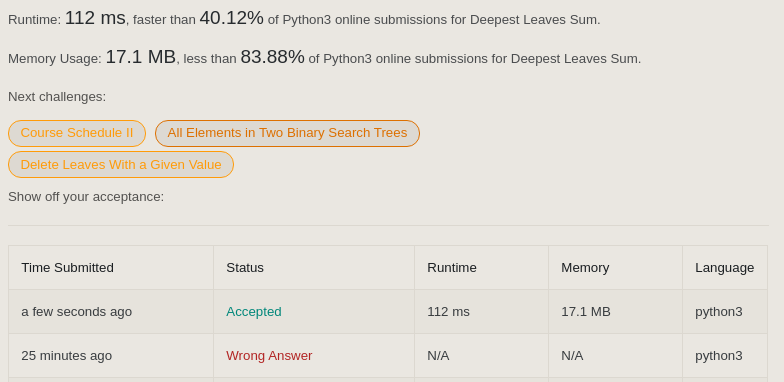 Runtime: 112 ms, faster than 40.12% of Python3 online submissions for Deepest Leaves Sum.
Memory Usage: 17.1 MB, less than 83.88% of Python3 online submissions for Deepest Leaves Sum.
Next challenges:
Course Schedule II All Elements in Two Binary Search Trees
Delete Leaves With a Given Value
Show off your acceptance:
Time Submitted Status Runtime Memory Language
a few seconds ago Accepted 112 ms 17.1 MB python3
25 minutes ago Wrong Answer N/A N/A python3